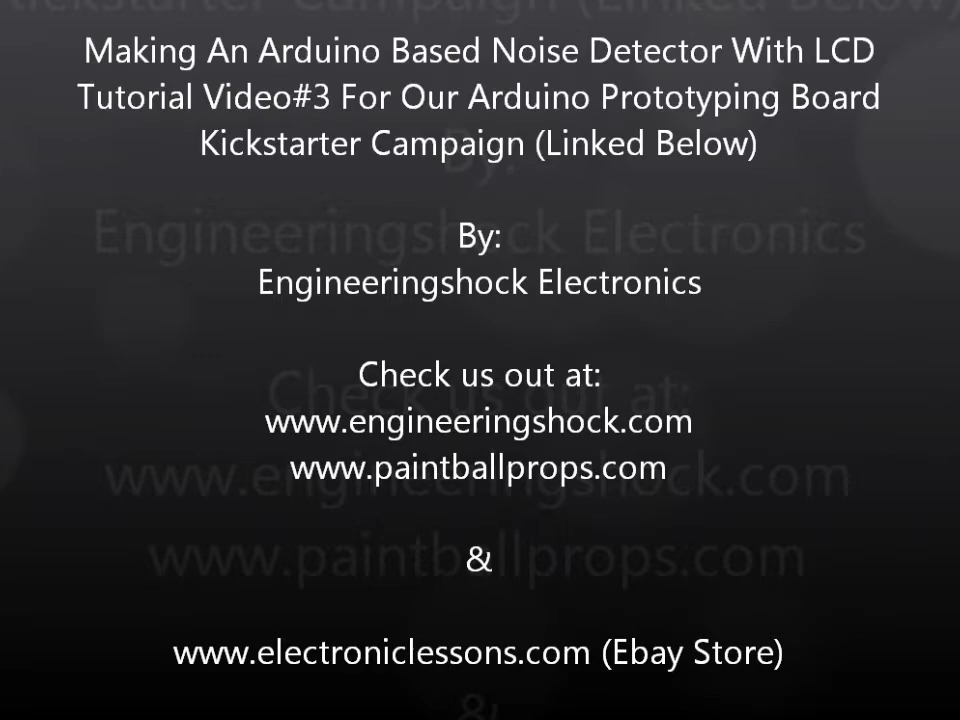 Making An Arduino Based Noise Detector With LCD
Tutorial Video#3 For Our Arduino Prototyping Board
Kickstarter Campaign (Linked Below)
By:
Engineeringshock Electronics
Check us out at:
www.engineeringshock.com
www.paintballprops.com
&
www.electroniclessons.com (Ebay Store)